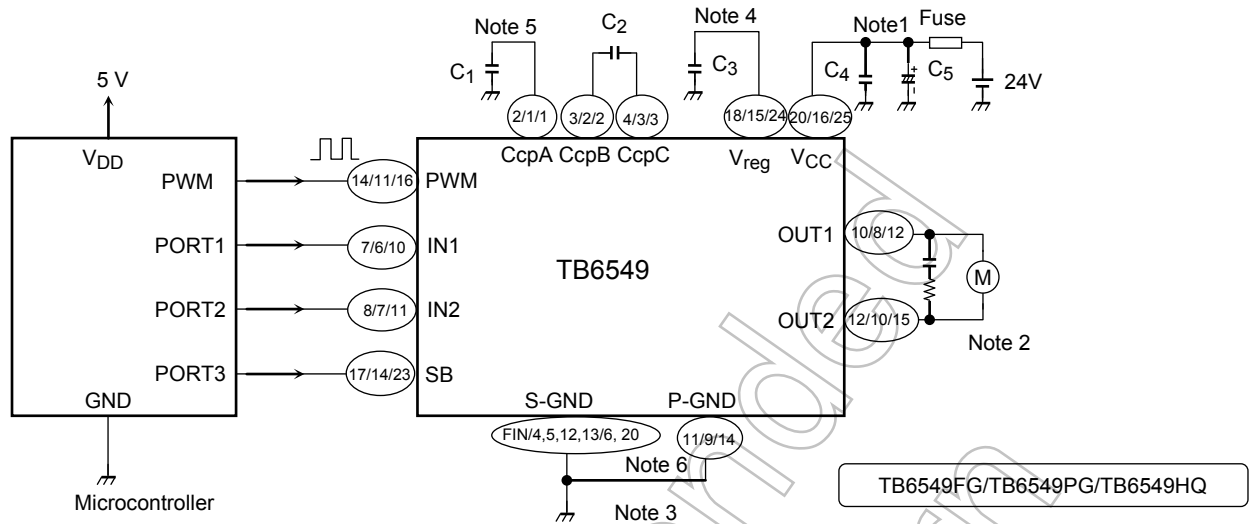 Note 5
C2
Note 4
Note1
Fuse
C1
C3
C4
C5
24V
5 V
2/1/1
3/2/2
4/3/3
18/15/24
20/16/25
VDD
CcpA
CcpB
CcpC
Vreg
VCC
PWM
14/11/16
PWM
PORT1
7/6/10
IN1
OUT1
10/8/12
TB6549
M
PORT2
8/7/11
IN2
OUT2
12/10/15
Note 2
PORT3
17/14/23
SB
GND
S-GND
P-GND
FIN/4,5,12,13/6, 20
11/9/14
Note 6
TB6549FG/TB6549PG/TB6549HQ
Microcontroller
Note 3